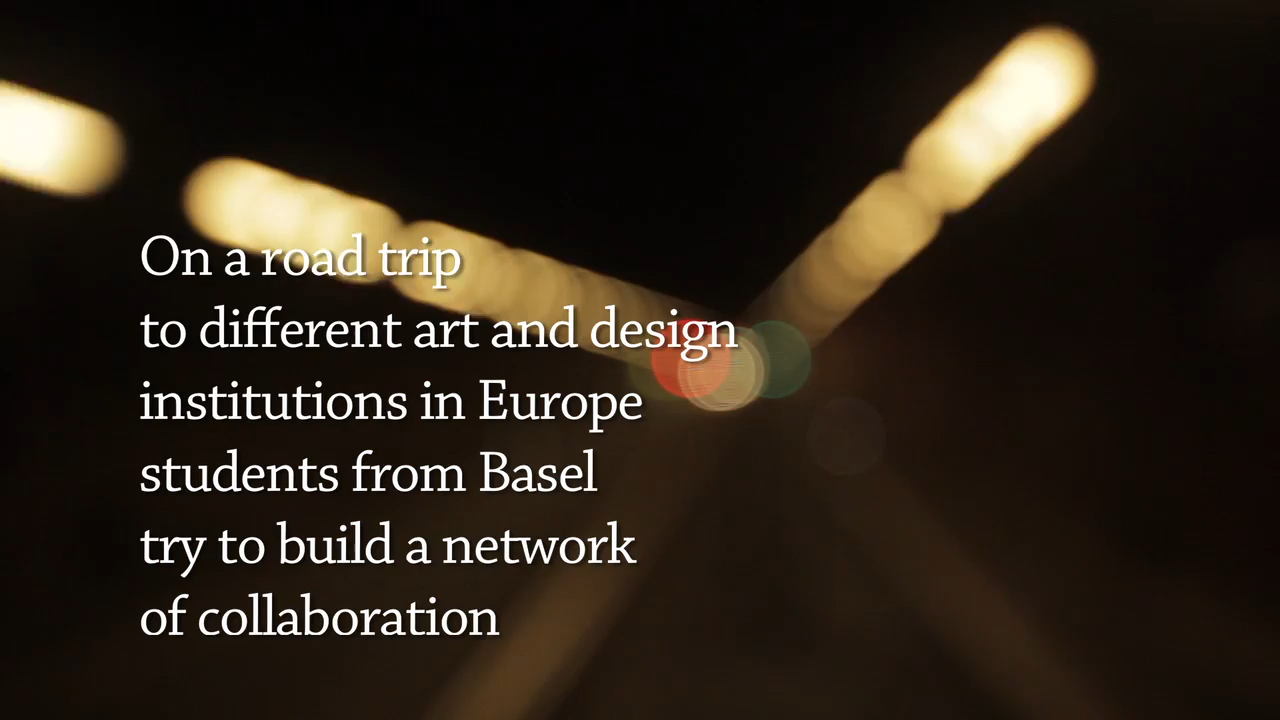 On a road trip
to different art and design
institutions in Europe
students from Basel
try to build a network
of collaboration